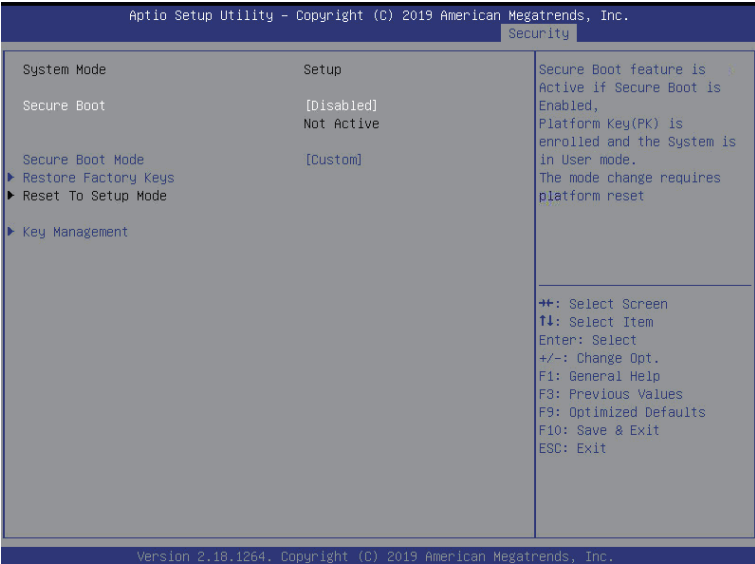 Aptio Setup Utility – Copyright (C) 2019 American Megatrends, Inc.
Security
System Mode Setup
Secure Boot [Disabled]
Not Active
Secure Boot Mode [Custom]
▶ Restore Factory Keys
▶ Reset To Setup Mode
▶ Key Management
Secure Boot feature is
Active if Secure Boot is
Enabled,
Platform Key(PK) is
enrolled and the System is
in User mode.
The mode change requires
platform reset
→←: Select Screen
↑↓: Select Item
Enter: Select
+/-: Change Opt.
F1: General Help
F3: Previous Values
F9: Optimized Defaults
F10: Save & Exit
ESC: Exit
Version 2.18.1264. Copyright (C) 2019 American Megatrends, Inc.